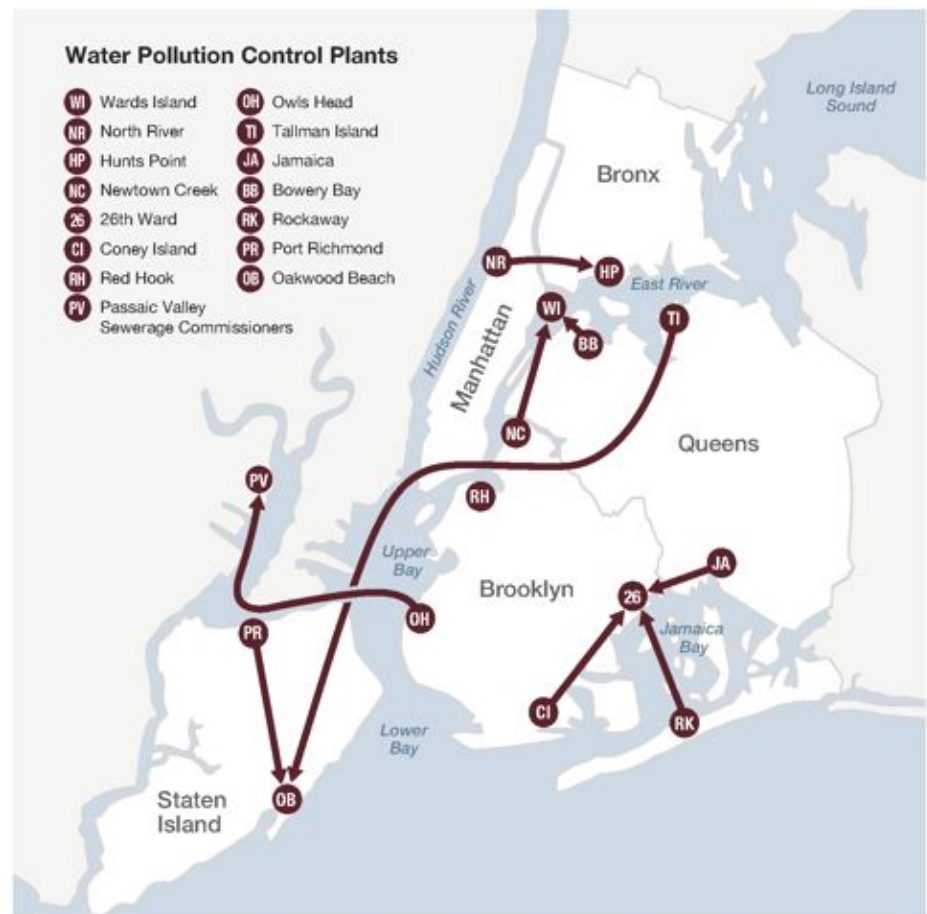 Water Pollution Control Plants
WI Wards Island
NR North River
HP Hunts Point
NC Newtown Creek
26 26th Ward
CI Coney Island
RH Red Hook
PV Passaic Valley
Sewerage Commissioners
OH Owls Head
TI Tallman Island
JA Jamaica
BB Bowery Bay
RK Rockaway
PR Port Richmond
OB Oakwood Beach
Long Island
Sound
Bronx
NR
HP
East River
Hudson River
WI
TI
BB
Manhattan
NC
Queens
PV
RH
Upper
Bay
JA
Brooklyn
26
OH
PR
Jamaica
Bay
CI
RK
Lower
Bay
OB
Staten
Island